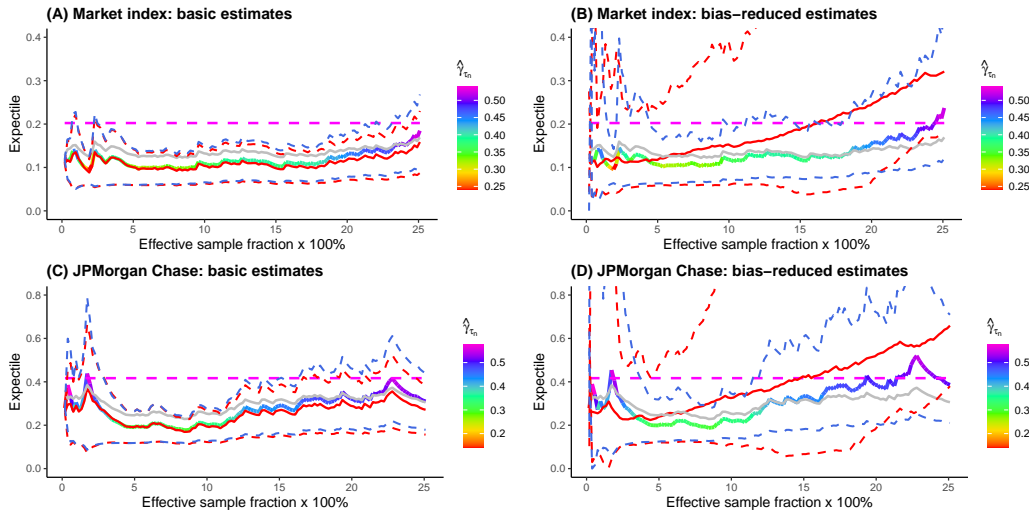 (A) Market index: basic estimates
0.4
0.3
0.2
0.1
0.0
Expectile
0 5 10 15 20 25
Effective sample fraction x 100%
γ̂τn
0.50
0.45
0.40
0.35
0.30
0.25
(B) Market index: bias−reduced estimates
0.4
0.3
0.2
0.1
0.0
Expectile
0 5 10 15 20 25
Effective sample fraction x 100%
γ̂τn
0.50
0.45
0.40
0.35
0.30
0.25
(C) JPMorgan Chase: basic estimates
0.8
0.6
0.4
0.2
0.0
Expectile
0 5 10 15 20 25
Effective sample fraction x 100%
γ̂τn
0.5
0.4
0.3
0.2
(D) JPMorgan Chase: bias−reduced estimates
0.8
0.6
0.4
0.2
0.0
Expectile
0 5 10 15 20 25
Effective sample fraction x 100%
γ̂τn
0.5
0.4
0.3
0.2